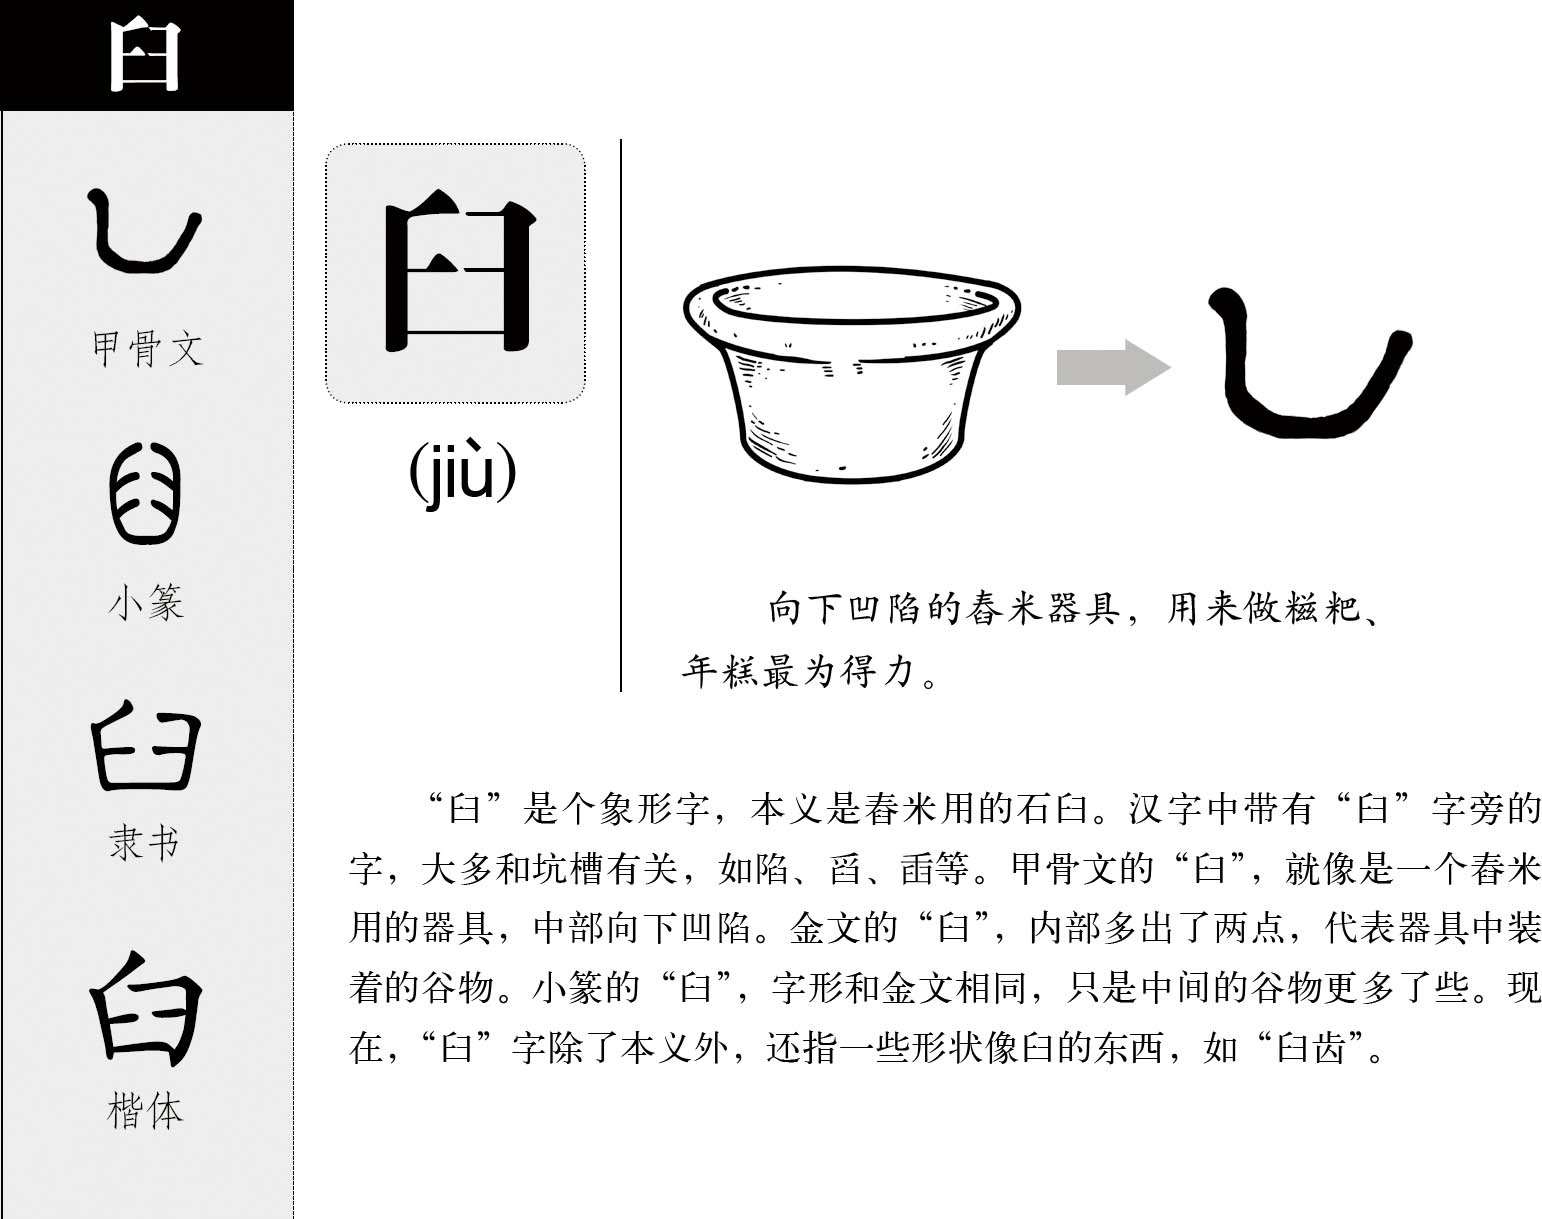 臼
甲骨文
小篆
隶书
楷体
臼
(jiù)
向下凹陷的舂米器具，用来做糍粑、
年糕最为得力。
“臼”是个象形字，本义是舂米用的石臼。汉字中带有“臼”字旁的
字，大多和坑槽有关，如陷、舀、臿等。甲骨文的“臼”，就像是一个舂米
用的器具，中部向下凹陷。金文的“臼”，内部多出了两点，代表器具中装
着的谷物。小篆的“臼”，字形和金文相同，只是中间的谷物更多了些。现
在，“臼”字除了本义外，还指一些形状像臼的东西，如“臼齿”。